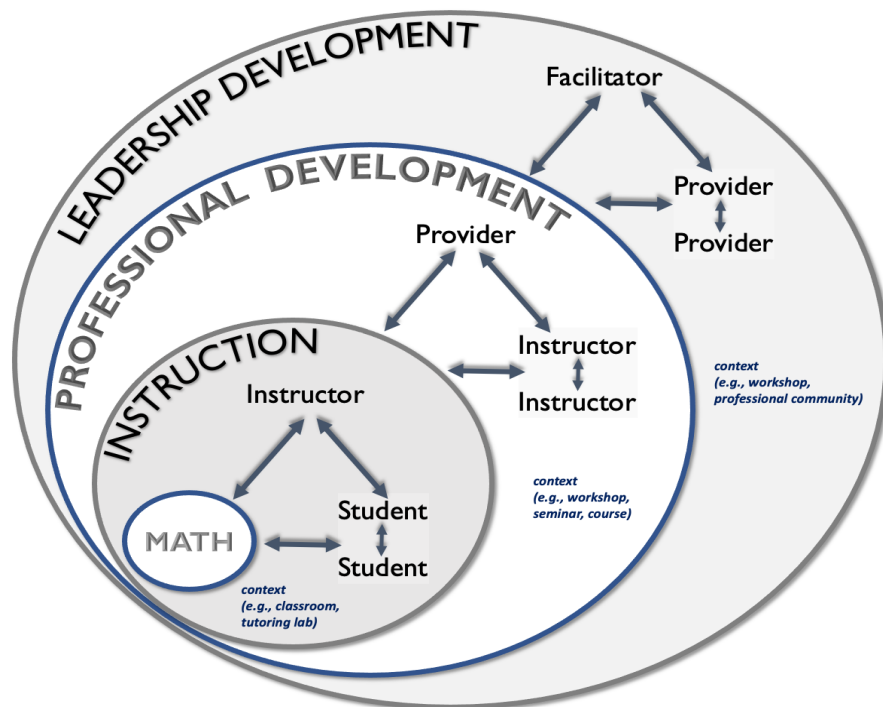 LEADERSHIP DEVELOPMENT
Facilitator
Provider
Provider
context
(e.g., workshop,
professional community)
PROFESSIONAL DEVELOPMENT
Provider
Instructor
Instructor
context
(e.g., workshop,
seminar, course)
INSTRUCTION
Instructor
MATH
Student
Student
context
(e.g., classroom,
tutoring lab)